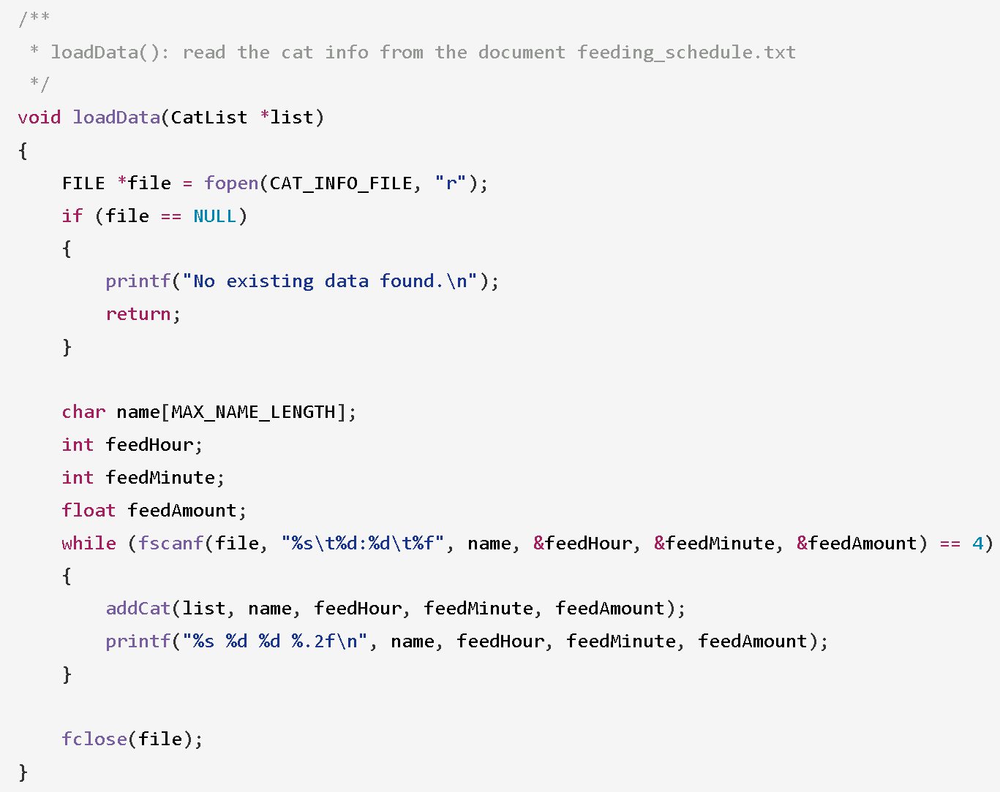 /**
 * loadData(): read the cat info from the document feeding_schedule.txt
 */
void loadData(CatList *list)
{
    FILE *file = fopen(CAT_INFO_FILE, "r");
    if (file == NULL)
    {
        printf("No existing data found.\n");
        return;
    }

    char name[MAX_NAME_LENGTH];
    int feedHour;
    int feedMinute;
    float feedAmount;
    while (fscanf(file, "%s\t%d:%d\t%f", name, &feedHour, &feedMinute, &feedAmount) == 4)
    {
        addCat(list, name, feedHour, feedMinute, feedAmount);
        printf("%s %d %d %.2f\n", name, feedHour, feedMinute, feedAmount);
    }

    fclose(file);
}